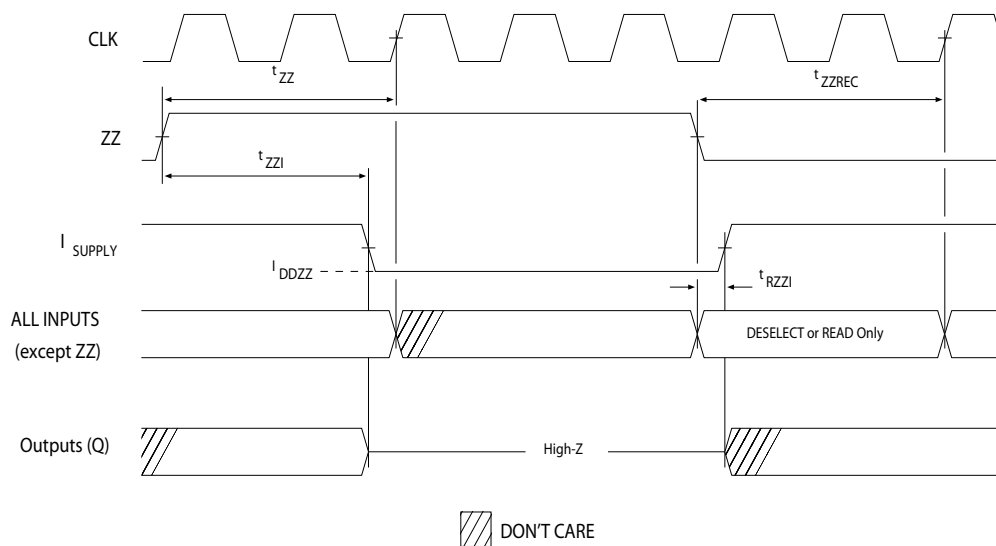 CLK
t ZZ
t ZZREC
ZZ
t ZZI
I SUPPLY
I DDZZ
t RZZI
ALL INPUTS
(except ZZ)
DESELECT or READ Only
Outputs (Q)
High-Z
DON'T CARE